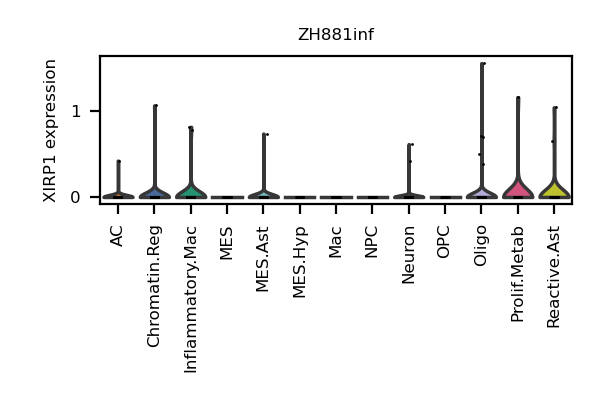 ZH881inf
XIRP1 expression
1
0
AC
Chromatin.Reg
Inflammatory.Mac
MES
MES.Ast
MES.Hyp
Mac
NPC
Neuron
OPC
Oligo
Prolif.Metab
Reactive.Ast